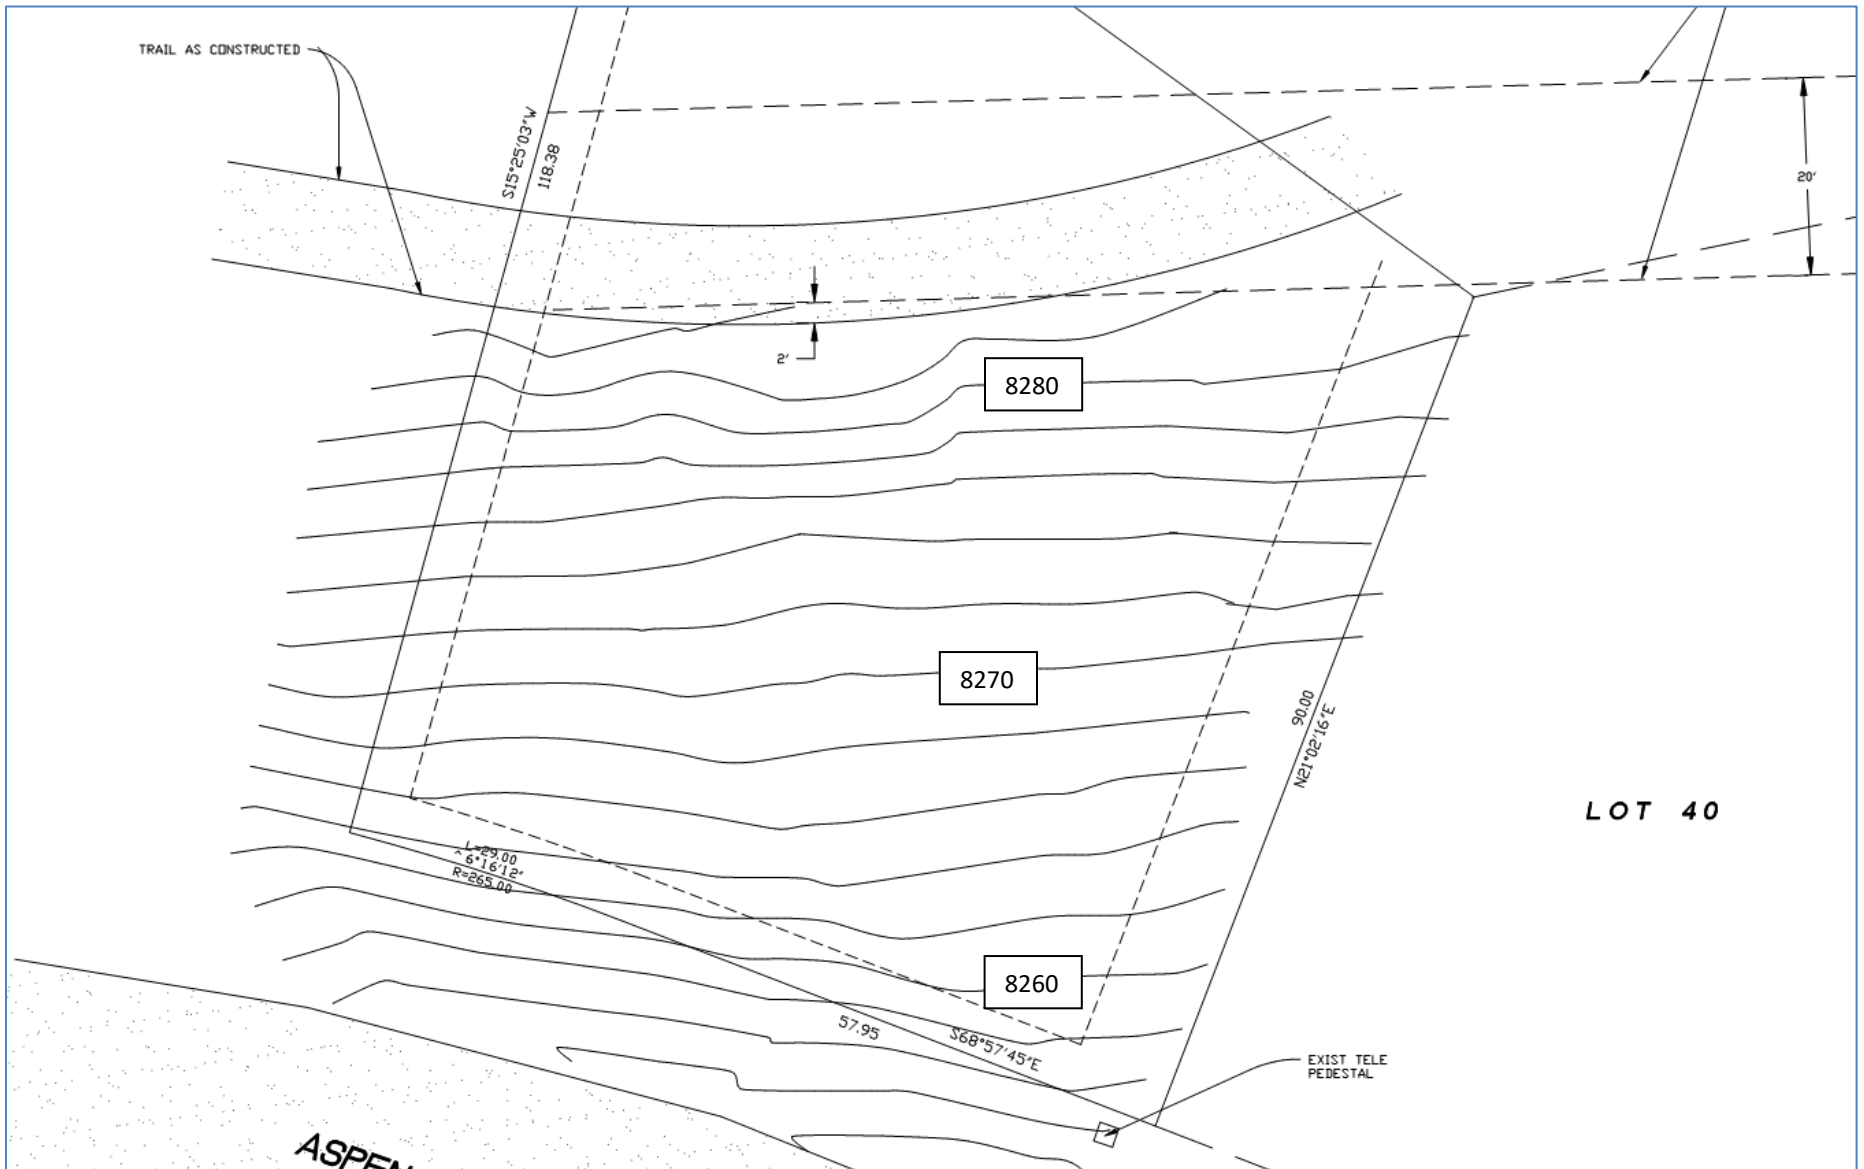 TRAIL AS CONSTRUCTED
S15°25'03"W
118.38
20'
2'
8280
8270
90.00
N21°02'16"E
LOT 40
L=29.00
6°16'12"
R=265.00
8260
57.95
S68°57'45"E
EXIST TELE
PEDESTAL
ASPEN